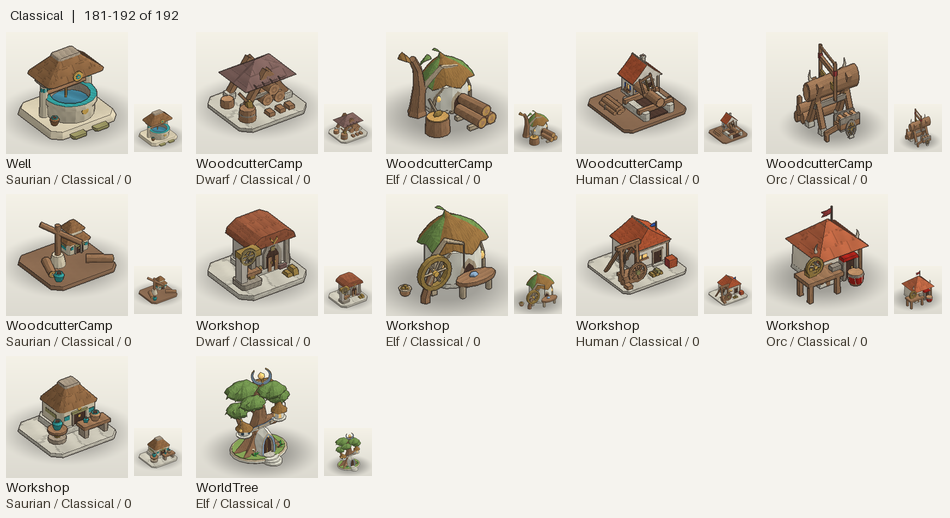 Classical | 181-192 of 192
Well
Saurian / Classical / 0
WoodcutterCamp
Dwarf / Classical / 0
WoodcutterCamp
Elf / Classical / 0
WoodcutterCamp
Human / Classical / 0
WoodcutterCamp
Orc / Classical / 0
WoodcutterCamp
Saurian / Classical / 0
Workshop
Dwarf / Classical / 0
Workshop
Elf / Classical / 0
Workshop
Human / Classical / 0
Workshop
Orc / Classical / 0
Workshop
Saurian / Classical / 0
WorldTree
Elf / Classical / 0